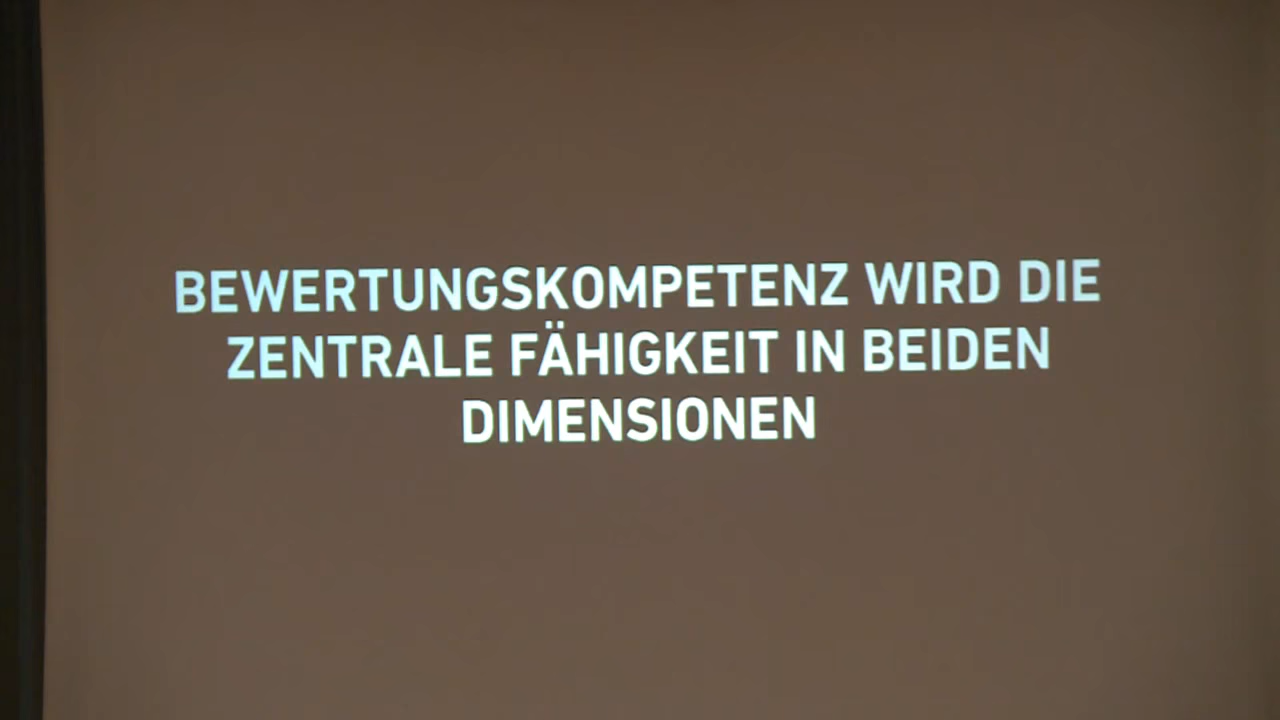 BEWERTUNGSKOMPETENZ WIRD DIE
ZENTRALE FÄHIGKEIT IN BEIDEN
DIMENSIONEN